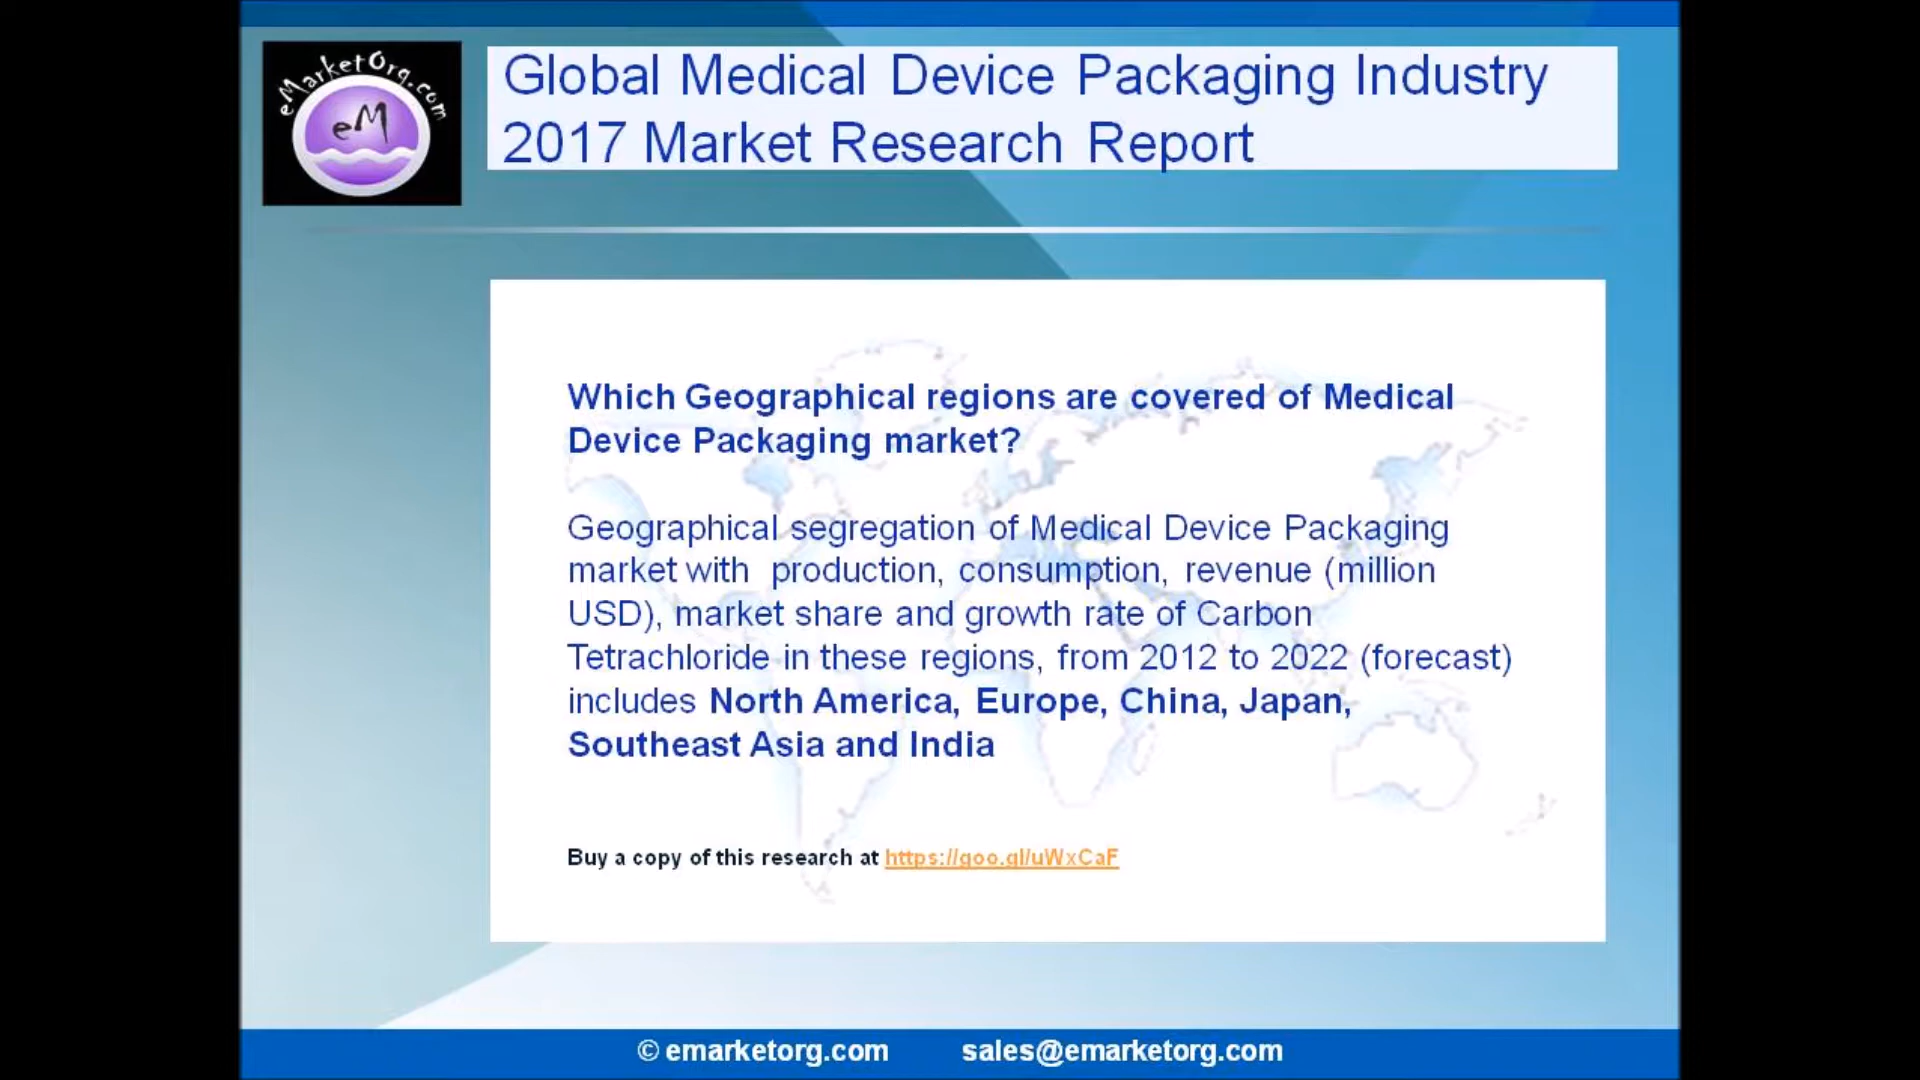 eMarketOrg.com
eM
Global Medical Device Packaging Industry
2017 Market Research Report
Which Geographical regions are covered of Medical
Device Packaging market?
Geographical segregation of Medical Device Packaging
market with production, consumption, revenue (million
USD), market share and growth rate of Carbon
Tetrachloride in these regions, from 2012 to 2022 (forecast)
includes North America, Europe, China, Japan,
Southeast Asia and India
Buy a copy of this research at https://goo.gl/uWxCaF
© emarketorg.com sales@emarketorg.com